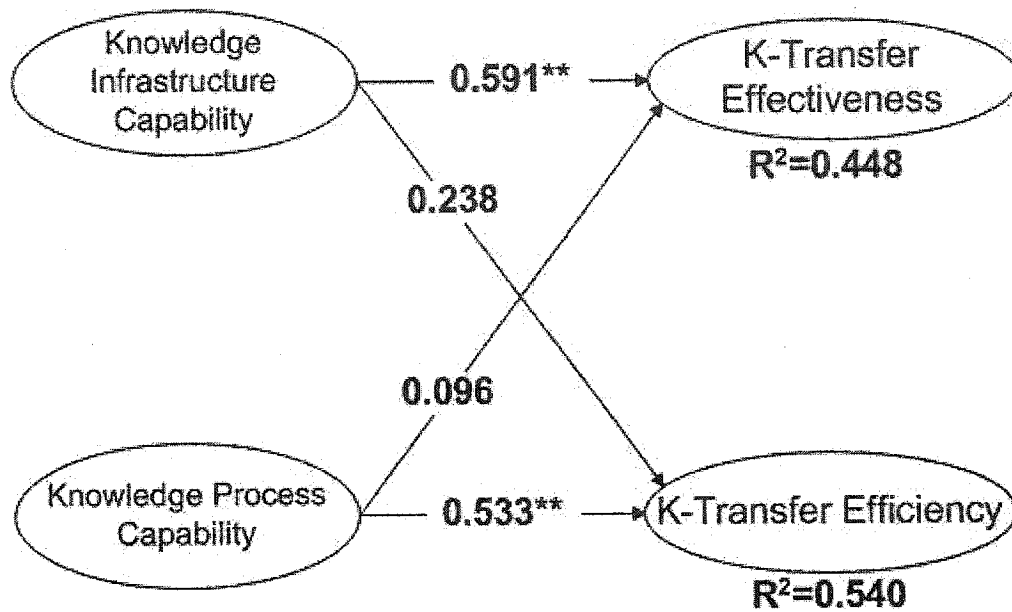 Knowledge
Infrastructure
Capability
0.591**
K-Transfer
Effectiveness
R²=0.448
0.238
0.096
Knowledge Process
Capability
0.533**
K-Transfer Efficiency
R²=0.540